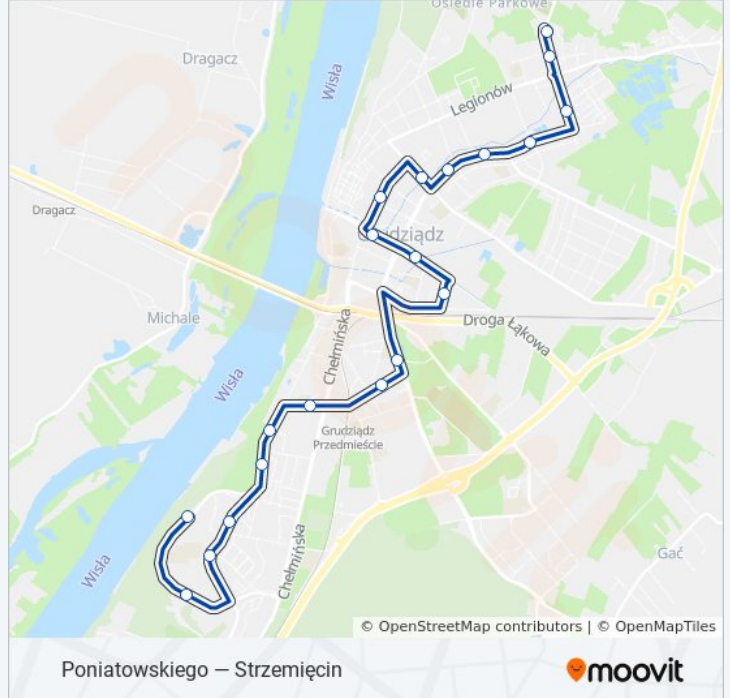 Osiedle Parkowe
Dragacz
Wisła
Legionów
Dragacz
Michale
Chełmińska
Droga Łąkowa
Wisła
Grudziądz
Przedmieście
Chełmińska
Gać
Wisła
© OpenStreetMap contributors | © OpenMapTiles
Poniatowskiego — Strzemięcin
moovit